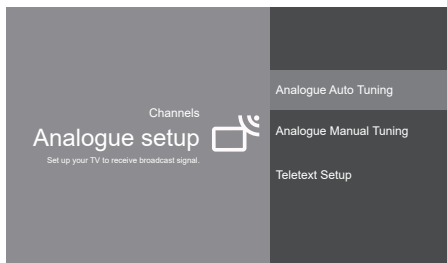 Channels
Analogue setup
Set up your TV to receive broadcast signal.
Analogue Auto Tuning
Analogue Manual Tuning
Teletext Setup